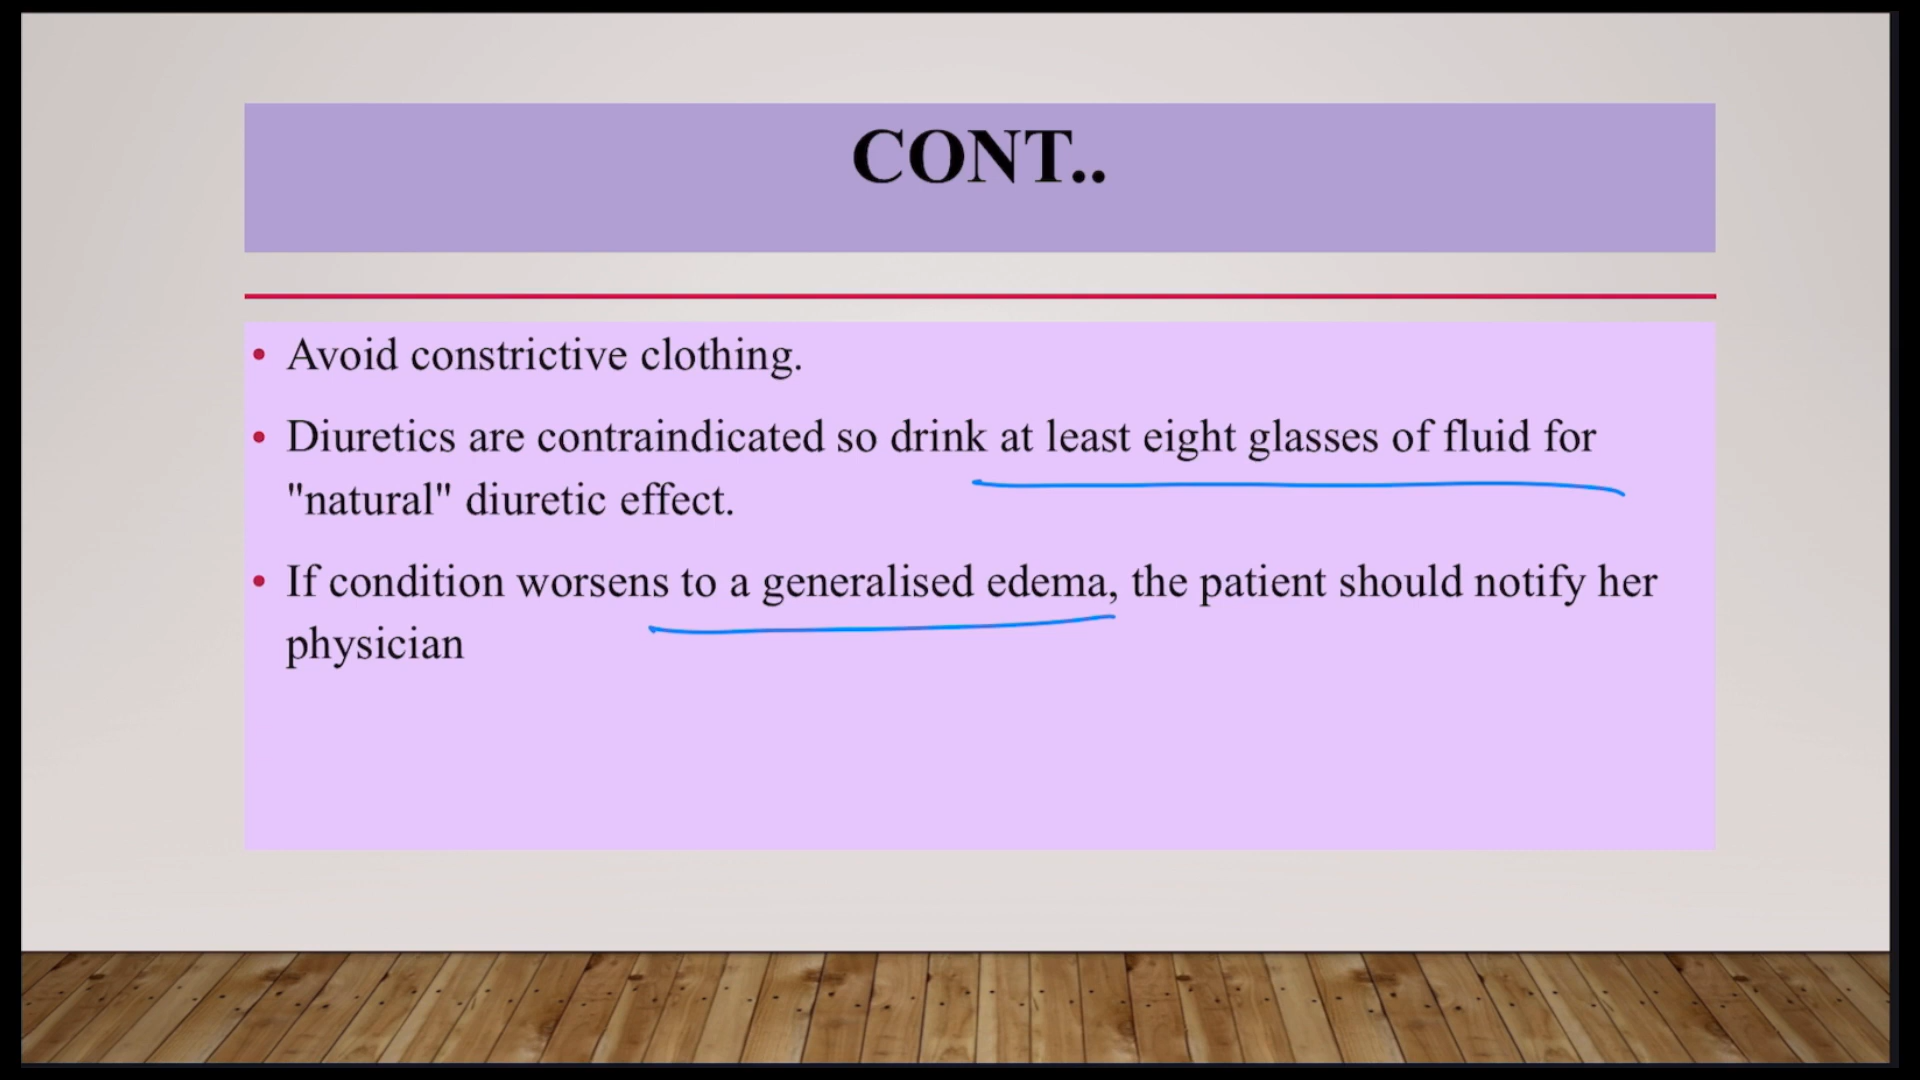 CONT..
• Avoid constrictive clothing.
• Diuretics are contraindicated so drink at least eight glasses of fluid for
"natural" diuretic effect.
• If condition worsens to a generalised edema, the patient should notify her
physician